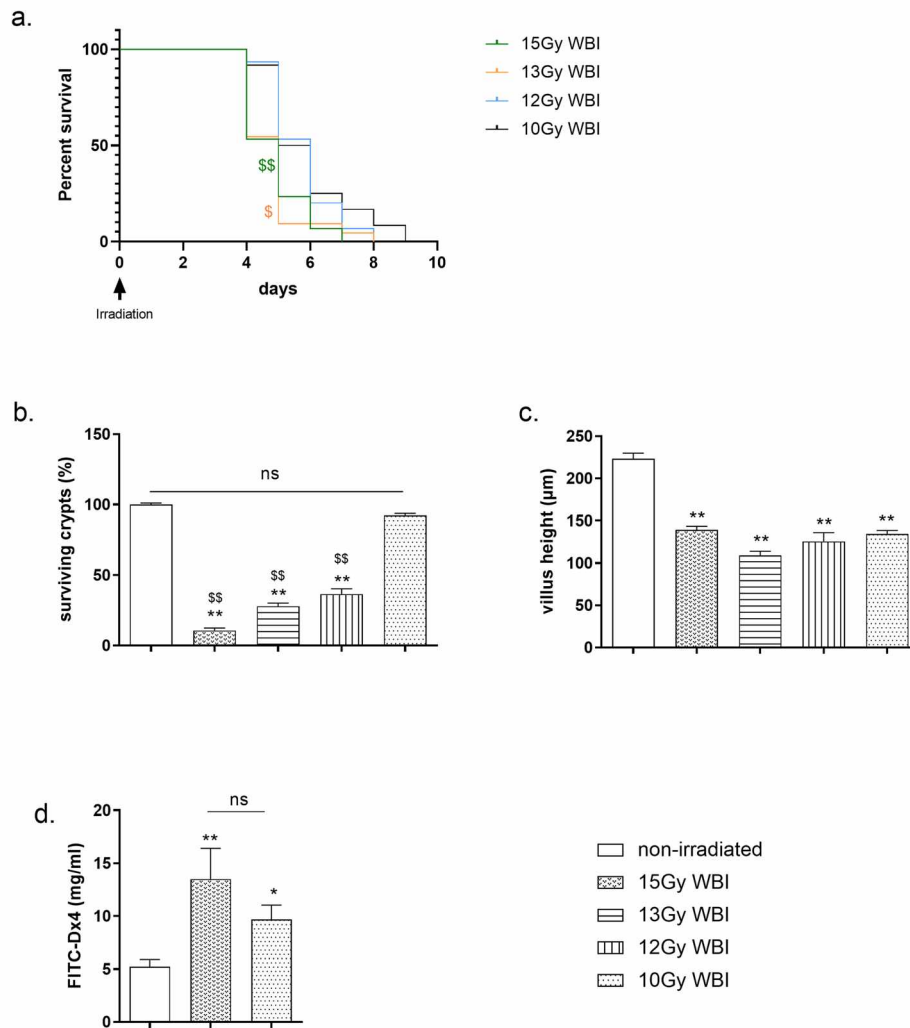 a.
Percent survival
100
50
0
0 2 4 6 8 10
days
Irradiation
$$
$
15Gy WBI
13Gy WBI
12Gy WBI
10Gy WBI
b.
surviving crypts (%)
150
100
50
0
ns
$$
**
$$
**
$$
**
c.
villus height (µm)
250
200
150
100
50
0
** ** ** **
d.
FITC-Dx4 (mg/ml)
20
15
10
5
0
ns
**
*
non-irradiated
15Gy WBI
13Gy WBI
12Gy WBI
10Gy WBI